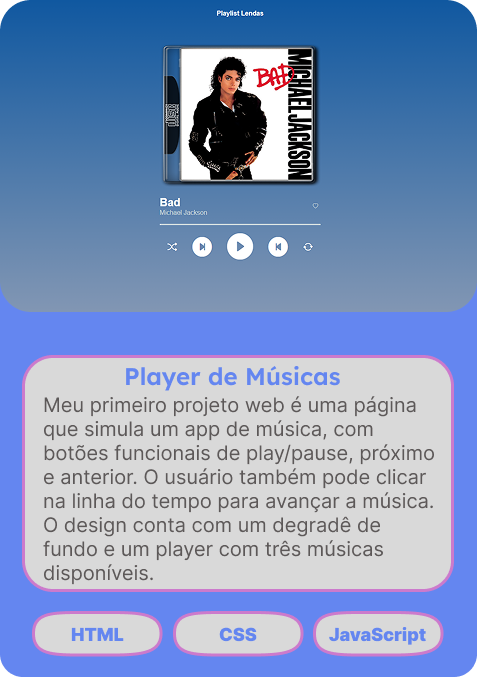 Playlist Lendas
BAD
MICHAEL JACKSON
Bad
Michael Jackson
Player de Músicas
Meu primeiro projeto web é uma página
que simula um app de música, com
botões funcionais de play/pause, próximo
e anterior. O usuário também pode clicar
na linha do tempo para avançar a música.
O design conta com um degradê de
fundo e um player com três músicas
disponíveis.
HTML
CSS
JavaScript